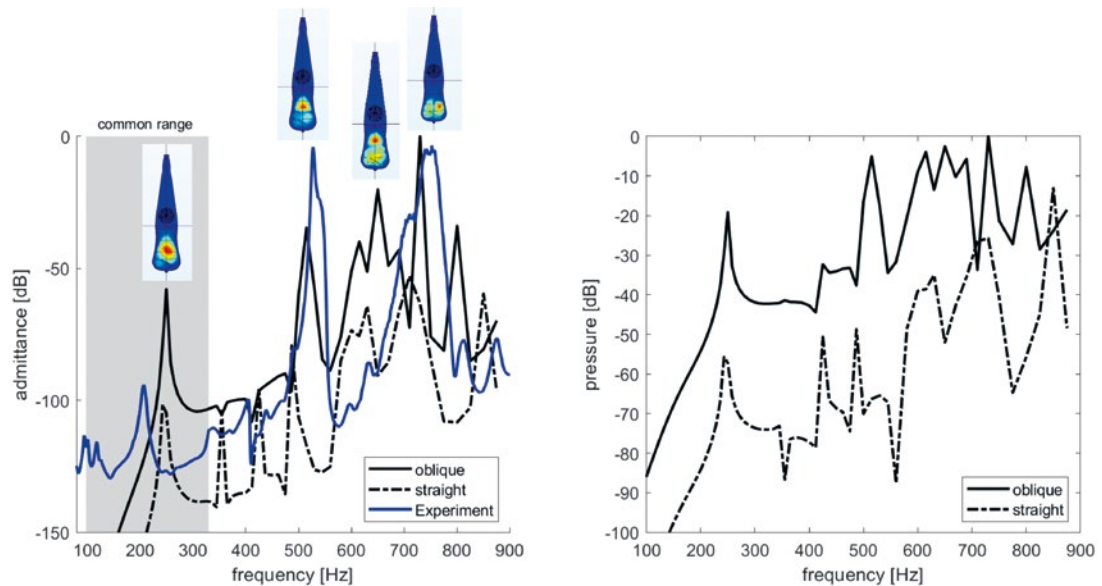 common range
0
-50
-100
-150
admittance [dB]
100 200 300 400 500 600 700 800 900
frequency [Hz]
oblique
straight
Experiment
0
-10
-20
-30
-40
-50
-60
-70
-80
-90
-100
pressure [dB]
100 200 300 400 500 600 700 800 900
frequency [Hz]
oblique
straight